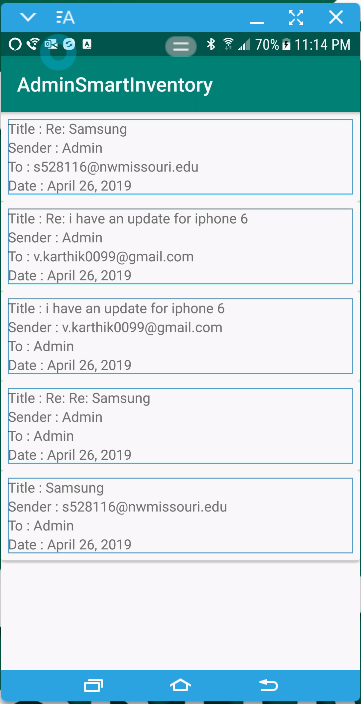 70% 11:14 PM
AdminSmartInventory
Title : Re: Samsung
Sender : Admin
To : s528116@nwmissouri.edu
Date : April 26, 2019
Title : Re: i have an update for iphone 6
Sender : Admin
To : v.karthik0099@gmail.com
Date : April 26, 2019
Title : i have an update for iphone 6
Sender : v.karthik0099@gmail.com
To : Admin
Date : April 26, 2019
Title : Re: Re: Samsung
Sender : Admin
To : Admin
Date : April 26, 2019
Title : Samsung
Sender : s528116@nwmissouri.edu
To : Admin
Date : April 26, 2019